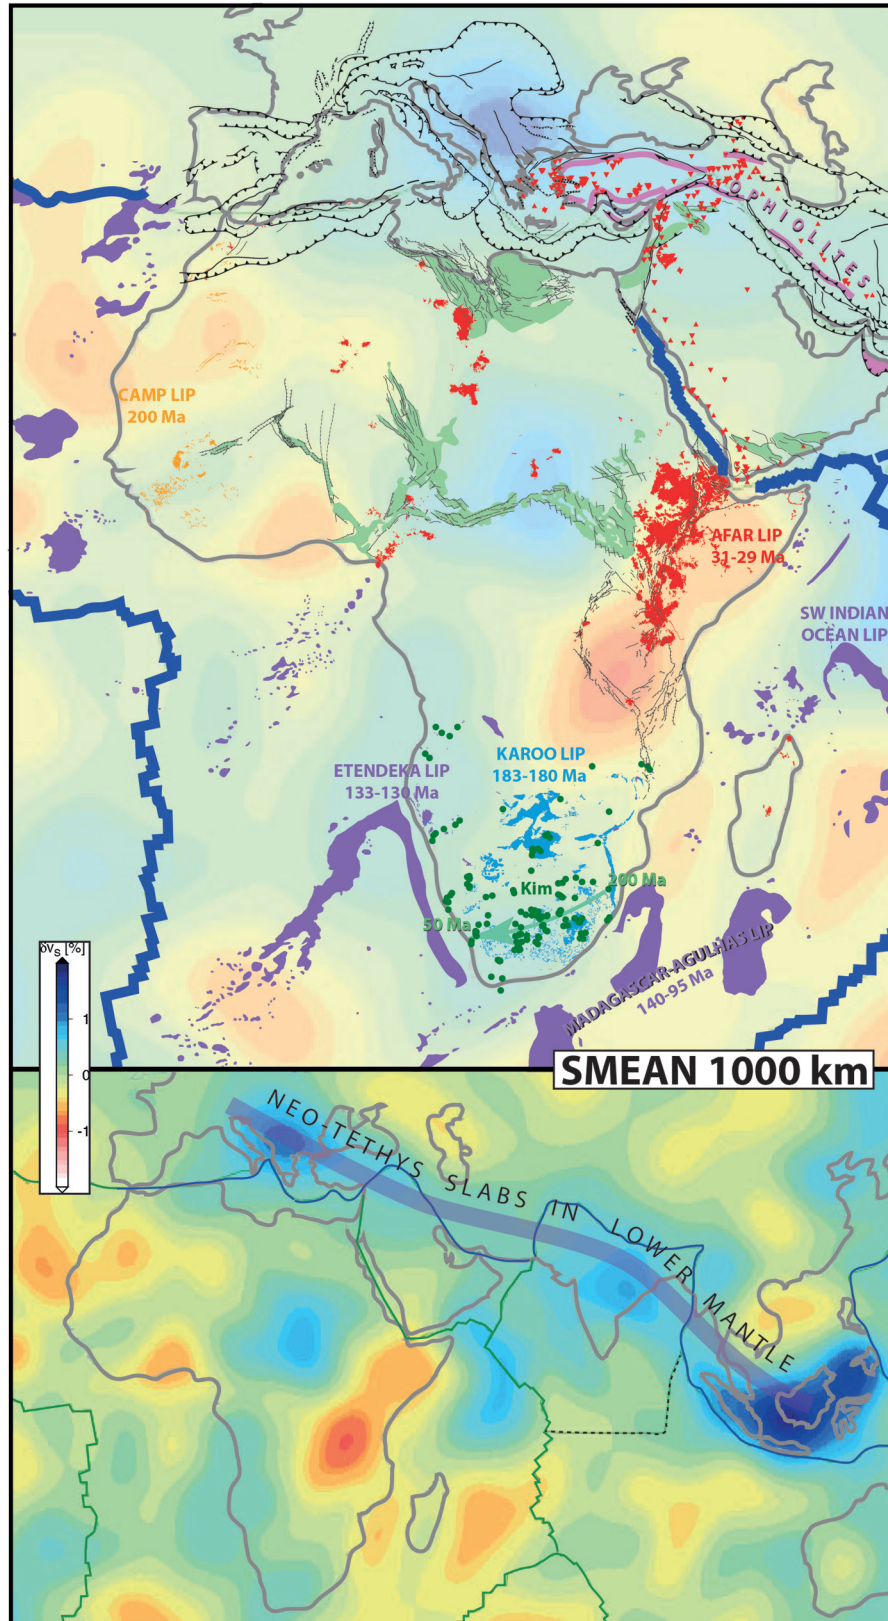 OPHIOLITES
CAMP LIP
200 Ma
AFAR LIP
31-29 Ma
SW INDIAN
OCEAN LIP
KAROO LIP
183-180 Ma
ETENDEKA LIP
133-130 Ma
Kim
200 Ma
50 Ma
MADAGASCAR-AGULHAS LIP
140-95 Ma
δvS [%]
1
0
-1
SMEAN 1000 km
NEO-TETHYS SLABS IN LOWER MANTLE